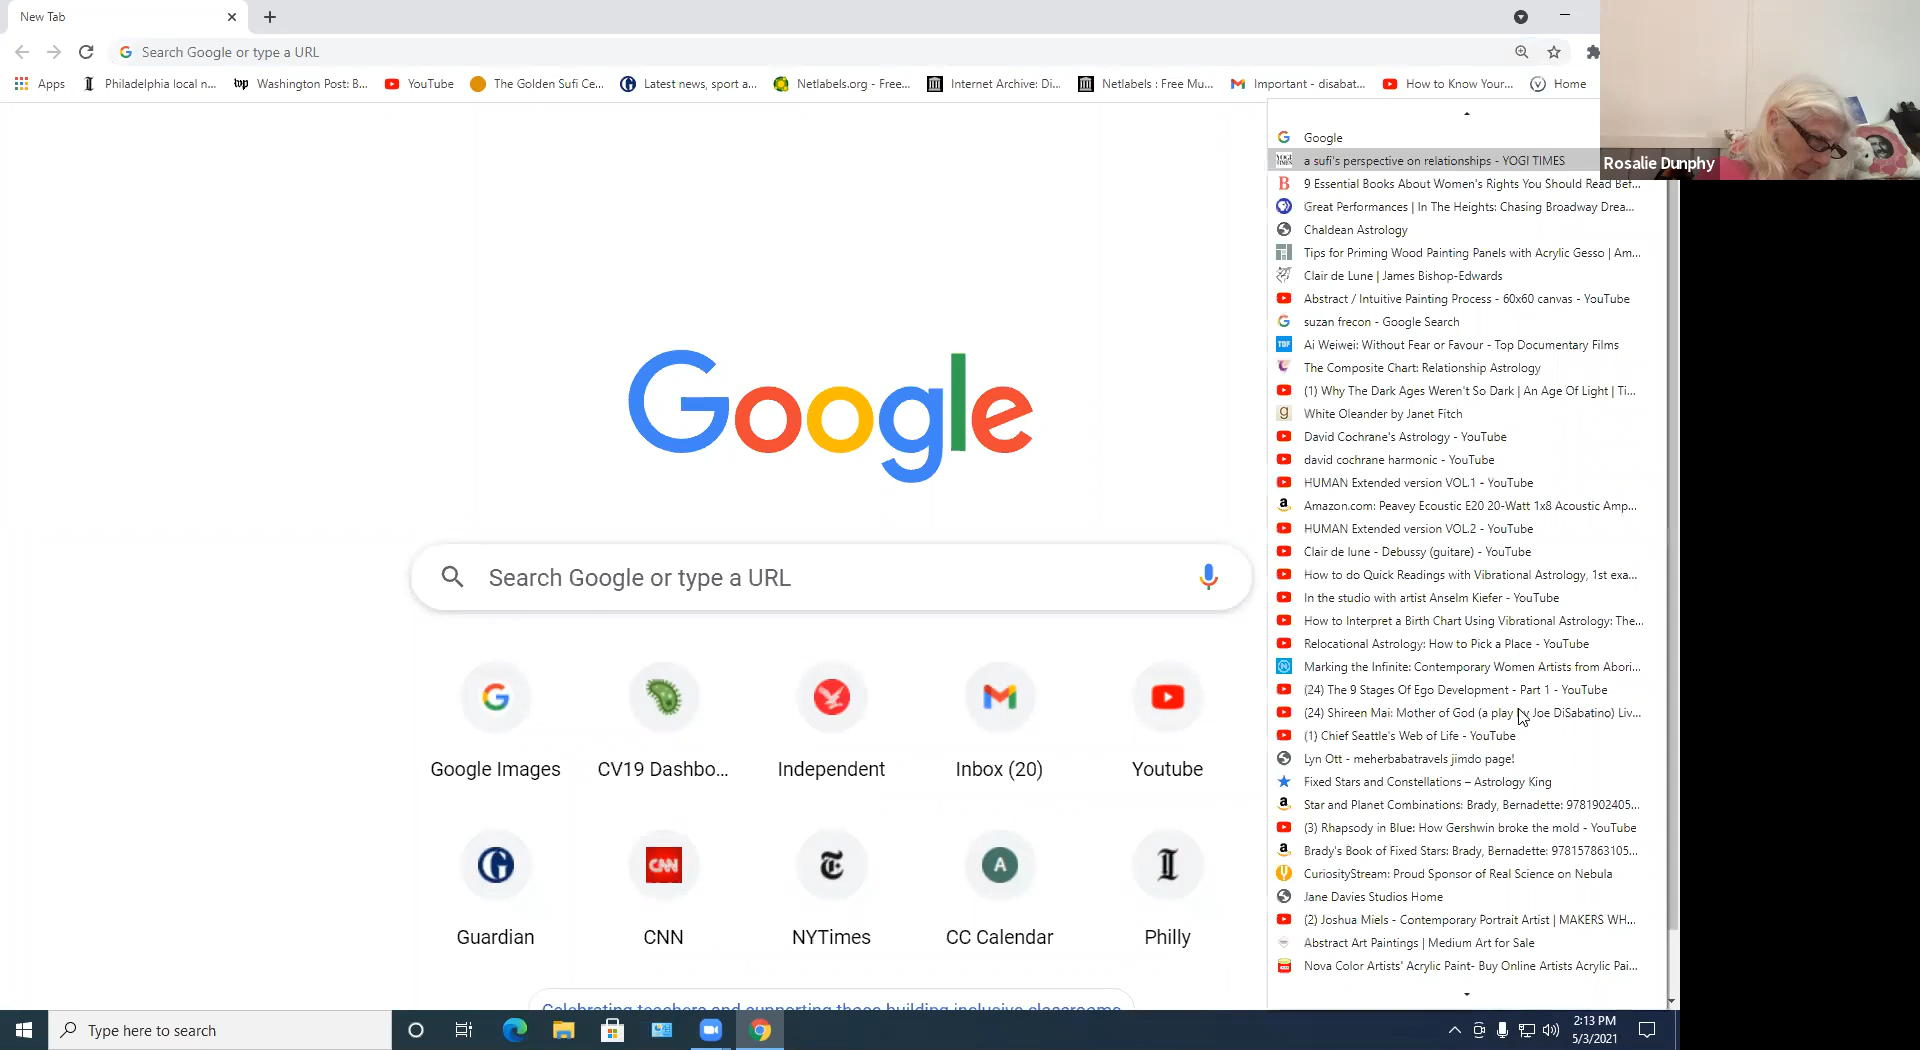 New Tab
Search Google or type a URL
Apps
Philadelphia local n...
Washington Post: B...
YouTube
The Golden Sufi Ce...
Latest news, sport a...
Netlabels.org - Free...
Internet Archive: Di...
Netlabels : Free Mu...
Important - disabat...
How to Know Your...
Home
Rosalie Dunphy
Google
a sufi's perspective on relationships - YOGI TIMES
9 Essential Books About Women's Rights You Should Read Bef...
Great Performances | In The Heights: Chasing Broadway Drea...
Chaldean Astrology
Tips for Priming Wood Painting Panels with Acrylic Gesso | Am...
Clair de Lune | James Bishop-Edwards
Abstract / Intuitive Painting Process - 60x60 canvas - YouTube
suzan frecon - Google Search
Ai Weiwei: Without Fear or Favour - Top Documentary Films
The Composite Chart: Relationship Astrology
(1) Why The Dark Ages Weren't So Dark | An Age Of Light | Ti...
White Oleander by Janet Fitch
David Cochrane's Astrology - YouTube
david cochrane harmonic - YouTube
HUMAN Extended version VOL.1 - YouTube
Amazon.com: Peavey Ecoustic E20 20-Watt 1x8 Acoustic Amp...
HUMAN Extended version VOL.2 - YouTube
Clair de lune - Debussy (guitare) - YouTube
How to do Quick Readings with Vibrational Astrology, 1st exa...
In the studio with artist Anselm Kiefer - YouTube
How to Interpret a Birth Chart Using Vibrational Astrology: The...
Relocational Astrology: How to Pick a Place - YouTube
Marking the Infinite: Contemporary Women Artists from Abori...
(24) The 9 Stages Of Ego Development - Part 1 - YouTube
(24) Shireen Mai: Mother of God (a play by Joe DiSabatino) Liv...
(1) Chief Seattle's Web of Life - YouTube
Lyn Ott - meherbabatravels jimdo page!
Fixed Stars and Constellations – Astrology King
Star and Planet Combinations: Brady, Bernadette: 9781902405...
(3) Rhapsody in Blue: How Gershwin broke the mold - YouTube
Brady's Book of Fixed Stars: Brady, Bernadette: 978157863105...
CuriosityStream: Proud Sponsor of Real Science on Nebula
Jane Davies Studios Home
(2) Joshua Miels - Contemporary Portrait Artist | MAKERS WH...
Abstract Art Paintings | Medium Art for Sale
Nova Color Artists' Acrylic Paint- Buy Online Artists Acrylic Pai...
Google
Search Google or type a URL
Google Images
CV19 Dashbo...
Independent
Inbox (20)
Youtube
CNN
Guardian
CNN
NYTimes
A
CC Calendar
Philly
Celebrating teachers and supporting those building inclusive classrooms
Type here to search
2:13 PM
5/3/2021